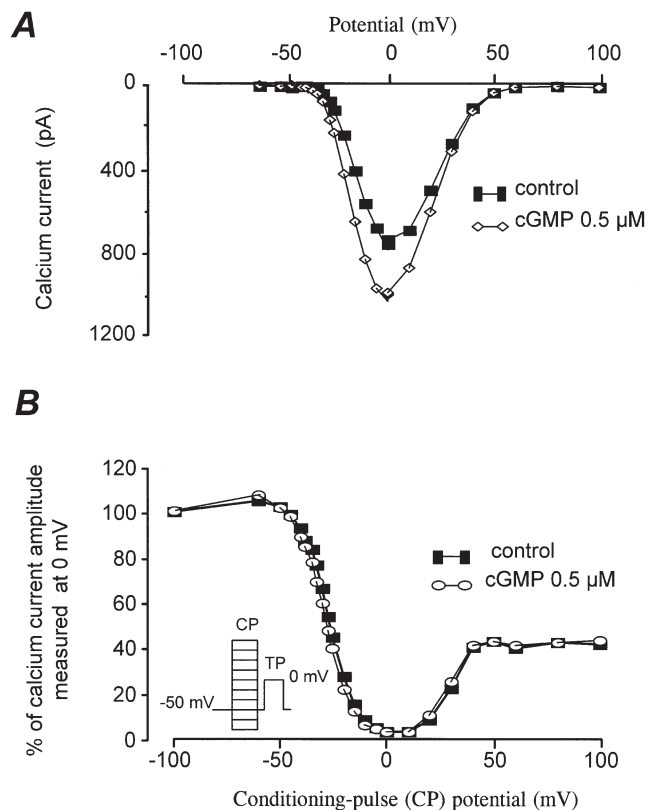 A
Potential (mV)
-100 -50 0 50 100
0
400
800
1200
Calcium current (pA)
control
cGMP 0.5 µM
B
120
100
80
60
40
20
0
% of calcium current amplitude
measured at 0 mV
control
cGMP 0.5 µM
CP
TP
0 mV
-50 mV
-100 -50 0 50 100
Conditioning-pulse (CP) potential (mV)